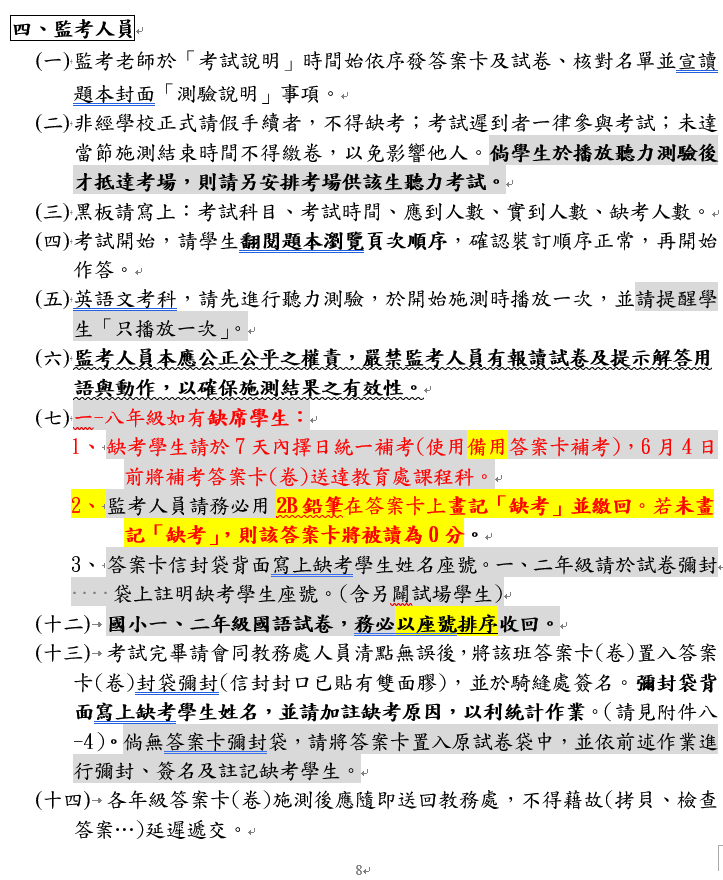 四、監考人員
(一)監考老師於「考試說明」時間始依序發答案卡及試卷、核對名單並宣讀
題本封面「測驗說明」事項。
(二)非經學校正式請假手續者，不得缺考；考試遲到者一律參與考試；未達
當節施測結束時間不得繳卷，以免影響他人。倘學生於播放聽力測驗後
才抵達考場，則請另安排考場供該生聽力考試。
(三)黑板請寫上：考試科目、考試時間、應到人數、實到人數、缺考人數。
(四)考試開始，請學生翻閱題本瀏覽頁次順序，確認裝訂順序正常，再開始
作答。
(五)英語文考科，請先進行聽力測驗，於開始施測時播放一次，並請提醒學
生「只播放一次」。
(六)監考人員本應公正公平之權責，嚴禁監考人員有報讀試卷及提示解答用
語與動作，以確保施測結果之有效性。
(七)一-八年級如有缺席學生：
1、缺考學生請於7天內擇日統一補考(使用備用答案卡補考)，6月4日
前將補考答案卡(卷)送達教育處課程科。
2、監考人員請務必用 2B鉛筆在答案卡上畫記「缺考」並繳回。若未畫
記「缺考」，則該答案卡將被讀為0分。
3、答案卡信封袋背面寫上缺考學生姓名座號。一、二年級請於試卷彌封
袋上註明缺考學生座號。(含另闢試場學生)
(十二)國小一、二年級國語試卷，務必以座號排序收回。
(十三)考試完畢請會同教務處人員清點無誤後，將該班答案卡(卷)置入答案
卡(卷)封袋彌封(信封封口已貼有雙面膠)，並於騎縫處簽名。彌封袋背
面寫上缺考學生姓名，並請加註缺考原因，以利統計作業。(請見附件八
-4)。倘無答案卡彌封袋，請將答案卡置入原試卷袋中，並依前述作業進
行彌封、簽名及註記缺考學生。
(十四)各年級答案卡(卷)施測後應隨即送回教務處，不得藉故(拷貝、檢查
答案…)延遲遞交。
8